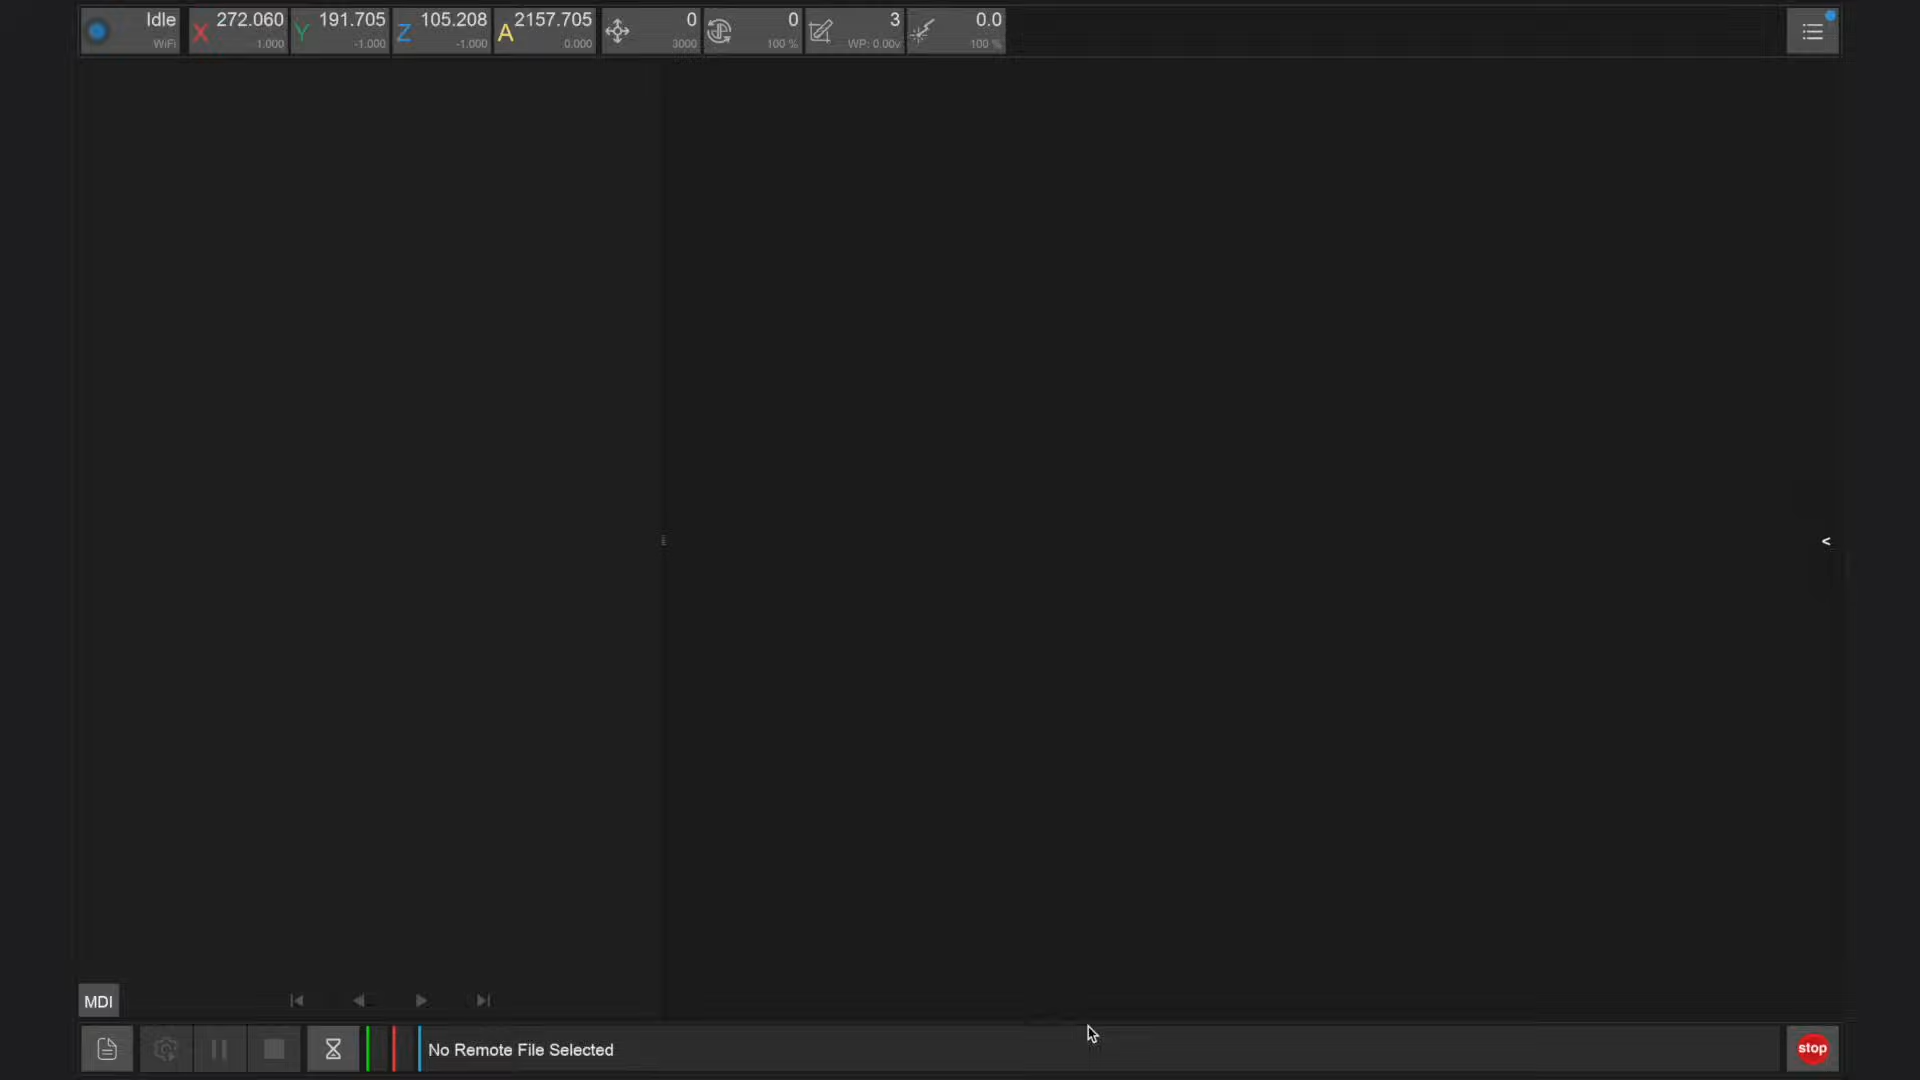 Idle
WiFi
X 272.060
1.000
Y 191.705
-1.000
Z 105.208
-1.000
A 2157.705
0.000
0
3000
0
100 %
3
WP: 0.00v
0.0
100 %
<
MDI
No Remote File Selected
stop